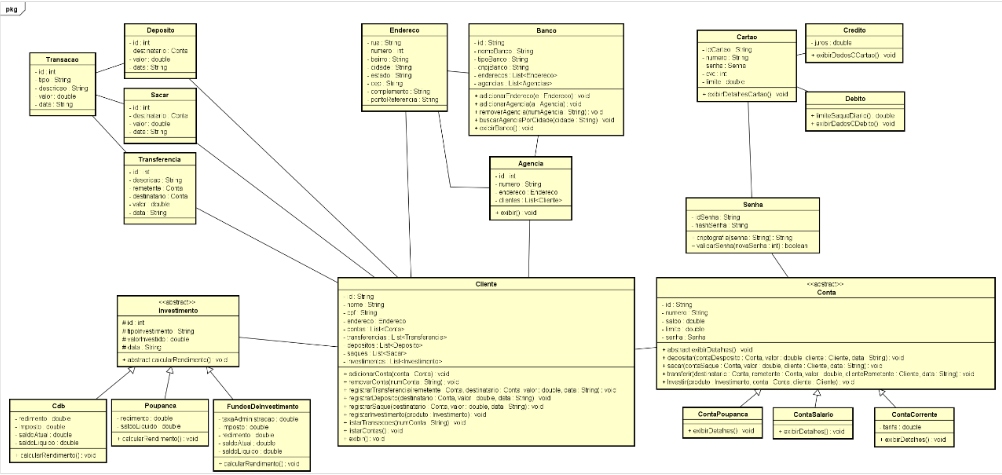 pkg
Transacao
- id : int
- tipo : String
- descricao : String
- valor : double
- data : String
Deposito
- id : int
- destinatario : Conta
- valor : double
- data : String
Sacar
- id : int
- destinatario : Conta
- valor : double
- data : String
Transferencia
- id : int
- descricao : String
- remetente : Conta
- destinatario : Conta
- valor : double
- data : String
Endereco
- rua : String
- numero : int
- bairro : String
- cidade : String
- estado : String
- cep : String
- complemento : String
- pontoReferencia : String
Banco
- id : String
- nomeBanco : String
- tipoBanco : String
- cnpjBanco : String
- enderecos : List<Endereco>
- agencias : List<Agencias>
+ adicionarEndereco(e : Endereco) : void
+ adicionarAgencia(a : Agencia) : void
+ removerAgencia(numAgencia : String) : void
+ buscarAgenciaPorCidade(cidade : String) : void
+ exibirBanco() : void
Agencia
- id : int
- numero : String
- endereco : Endereco
- clientes : List<Cliente>
+ exibir() : void
Cartao
- idCartao : String
- numero : String
- senha : Senha
- cvc : int
- limite : double
+ exibirDetalhesCartao() : void
Credito
- juros : double
+ exibirDadosCCartao() : void
Debito
- limiteSaqueDiario() : double
+ exibirDadosCDebito() : void
Senha
- idSenha : String
- hashSenha : String
- criptografia(senha : String) : String
+ validarSenha(novaSenha : int) : boolean
<<abstract>>
Investimento
# id : int
# tipoInvestimento : String
# valorInvestido : double
# data : String
+ abstract calcularRendimento() : void
Cdb
- redimento : double
- imposto : double
- saldoAtual : double
- saldoLiquido : double
+ calcularRendimento() : void
Poupanca
- recimento : double
- saldoLiquido : double
+ calcularRendimento() : void
FundosDeInvestimento
- taxaAdministracao : double
- imposto : double
- redimento : double
- saldoAtual : double
- saldoLiquido : double
+ calcularRendimento() : void
Cliente
- id : String
- nome : String
- cpf : String
- endereco : Endereco
- contas : List<Conta>
- transferencias : List<Transferencia>
- depositos : List<Deposito>
- saques : List<Sacar>
- investimentos : List<Investimento>
+ adicionarConta(conta : Conta) : void
+ removerConta(numConta : String) : void
+ registrarTransferencia(remetente : Conta, destinatario : Conta, valor : double, data : String) : void
+ registrarDeposito(destinatario : Conta, valor : double, data : String) : void
+ registrarSaque(destinatario : Conta, valor : double, data : String) : void
+ registrarInvestimento(produto : Investimento) : void
+ listarTransacoes(numConta : String) : void
+ listarContas() : void
+ exibir() : void
<<abstract>>
Conta
- id : String
- numero : String
- saldo : double
- limite : double
- senha : Senha
+ abstract exibirDetalhes() : void
+ depositar(contaDeposito : Conta, valor : double, cliente : Cliente, data : String) : void
+ sacar(contaSaque : Conta, valor : double, cliente : Cliente, data : String) : void
+ transferir(destinatario : Conta, remetente : Conta, valor : double, clienteRemetente : Cliente, data : String) : void
+ Investir(produto : Investimento, conta : Conta, cliente : Cliente) : void
ContaPoupanca
+ exibirDetalhes() : void
ContaSalario
+ exibirDetalhes() : void
ContaCorrente
- tarifa : double
+ exibirDetalhes() : void